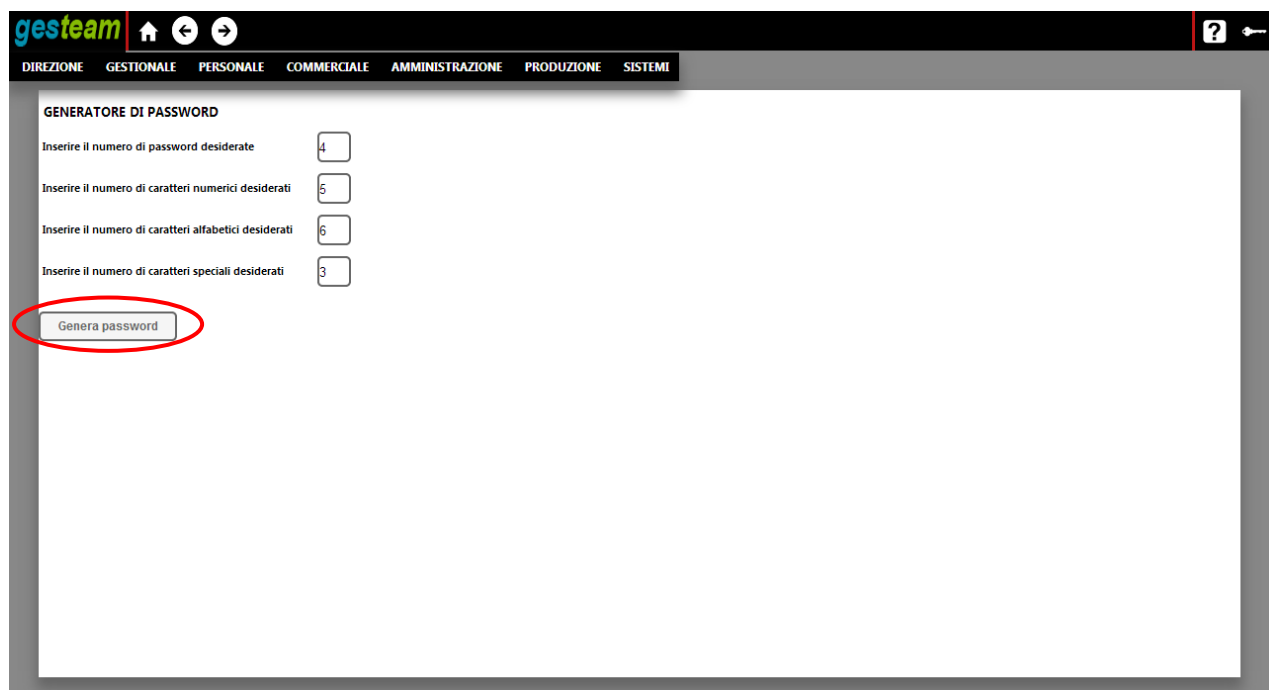 gesteam
?
DIREZIONE GESTIONALE PERSONALE COMMERCIALE AMMINISTRAZIONE PRODUZIONE SISTEMI
GENERATORE DI PASSWORD
Inserire il numero di password desiderate 4
Inserire il numero di caratteri numerici desiderati 5
Inserire il numero di caratteri alfabetici desiderati 6
Inserire il numero di caratteri speciali desiderati 3
Genera password